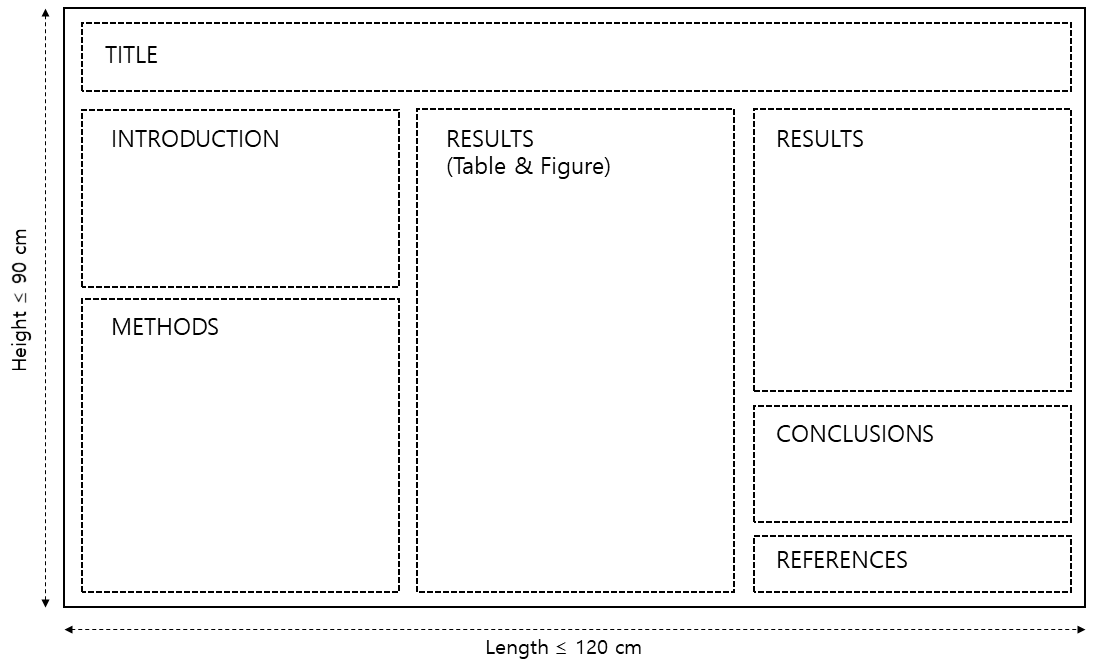 TITLE
INTRODUCTION
METHODS
RESULTS
(Table & Figure)
RESULTS
CONCLUSIONS
REFERENCES
Height ≤ 90 cm
Length ≤ 120 cm